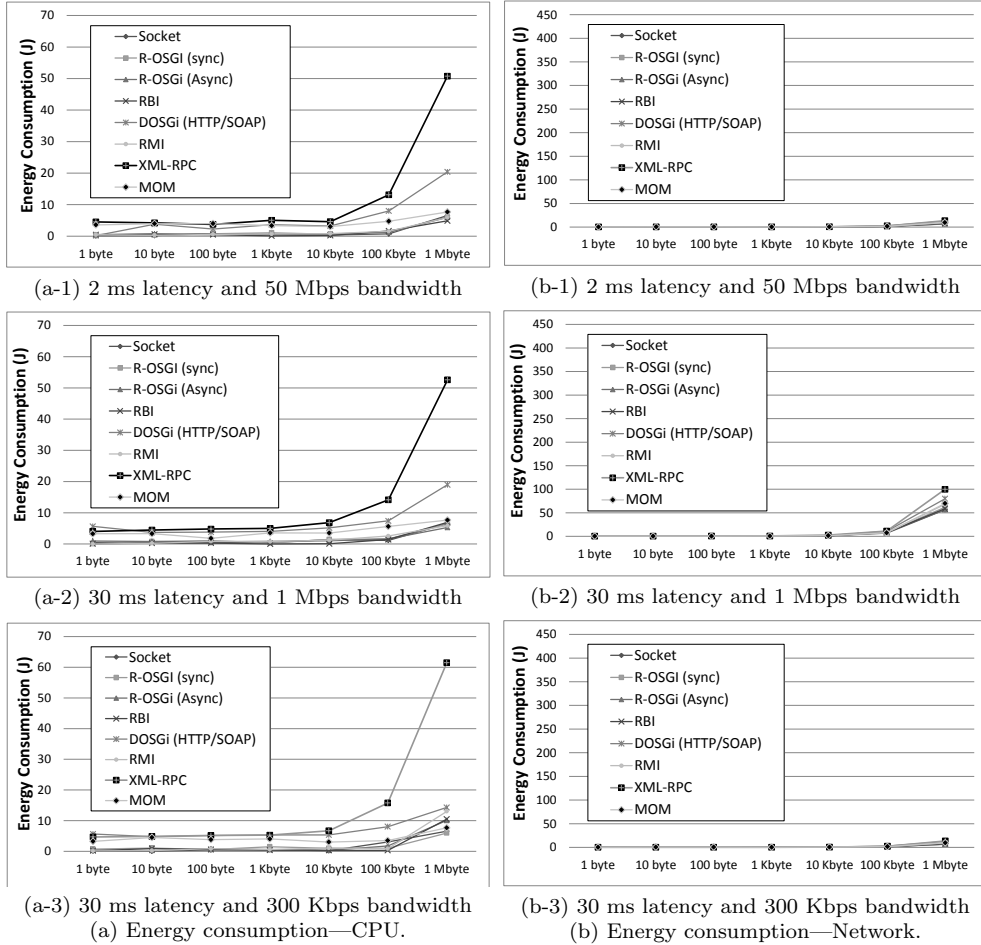 Energy Consumption (J)
70
60
50
40
30
20
10
0
Socket
R-OSGI (sync)
R-OSGi (Async)
RBI
DOSGi (HTTP/SOAP)
RMI
XML-RPC
MOM
1 byte 10 byte 100 byte 1 Kbyte 10 Kbyte 100 Kbyte 1 Mbyte
(a-1) 2 ms latency and 50 Mbps bandwidth
Energy Consumption (J)
450
400
350
300
250
200
150
100
50
0
Socket
R-OSGI (sync)
R-OSGi (Async)
RBI
DOSGi (HTTP/SOAP)
RMI
XML-RPC
MOM
1 byte 10 byte 100 byte 1 Kbyte 10 Kbyte 100 Kbyte 1 Mbyte
(b-1) 2 ms latency and 50 Mbps bandwidth
Energy Consumption (J)
70
60
50
40
30
20
10
0
Socket
R-OSGI (sync)
R-OSGi (Async)
RBI
DOSGi (HTTP/SOAP)
RMI
XML-RPC
MOM
1 byte 10 byte 100 byte 1 Kbyte 10 Kbyte 100 Kbyte 1 Mbyte
(a-2) 30 ms latency and 1 Mbps bandwidth
Energy Consumption (J)
450
400
350
300
250
200
150
100
50
0
Socket
R-OSGI (sync)
R-OSGi (Async)
RBI
DOSGi (HTTP/SOAP)
RMI
XML-RPC
MOM
1 byte 10 byte 100 byte 1 Kbyte 10 Kbyte 100 Kbyte 1 Mbyte
(b-2) 30 ms latency and 1 Mbps bandwidth
Energy Consumption (J)
70
60
50
40
30
20
10
0
Socket
R-OSGI (sync)
R-OSGi (Async)
RBI
DOSGi (HTTP/SOAP)
RMI
XML-RPC
MOM
1 byte 10 byte 100 byte 1 Kbyte 10 Kbyte 100 Kbyte 1 Mbyte
(a-3) 30 ms latency and 300 Kbps bandwidth
(a) Energy consumption—CPU.
Energy Consumption (J)
450
400
350
300
250
200
150
100
50
0
Socket
R-OSGI (sync)
R-OSGi (Async)
RBI
DOSGi (HTTP/SOAP)
RMI
XML-RPC
MOM
1 byte 10 byte 100 byte 1 Kbyte 10 Kbyte 100 Kbyte 1 Mbyte
(b-3) 30 ms latency and 300 Kbps bandwidth
(b) Energy consumption—Network.